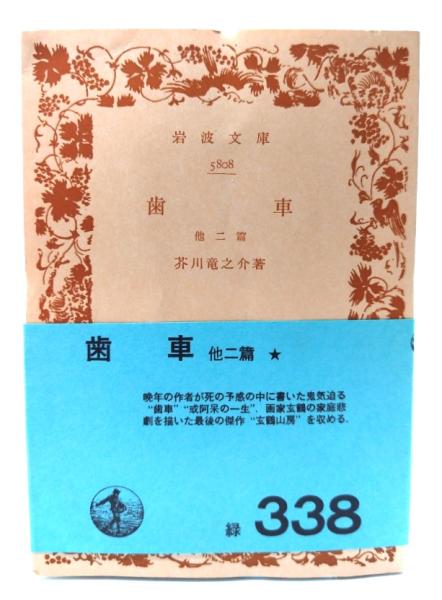 岩波文庫
5808
歯車
他二篇
芥川竜之介著
歯車 他二篇 ★
晩年の作者が死の予感の中に書いた鬼気迫る
“歯車”“或阿呆の一生”、画家玄鶴の家庭悲
劇を描いた最後の傑作“玄鶴山房”を収める.
緑 338